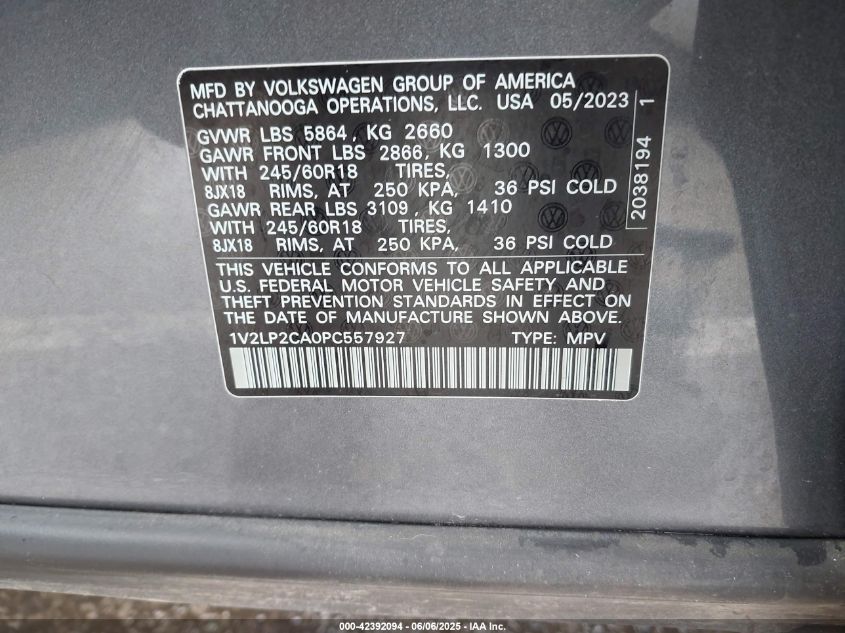 MFD BY VOLKSWAGEN GROUP OF AMERICA
CHATTANOOGA OPERATIONS, LLC. USA 05/2023
GVWR LBS 5864, KG 2660
GAWR FRONT LBS 2866, KG 1300
WITH 245/60R18 TIRES,
8JX18 RIMS, AT 250 KPA, 36 PSI COLD
GAWR REAR LBS 3109, KG 1410
WITH 245/60R18 TIRES,
8JX18 RIMS, AT 250 KPA, 36 PSI COLD
2038194 1
THIS VEHICLE CONFORMS TO ALL APPLICABLE
U.S. FEDERAL MOTOR VEHICLE SAFETY AND
THEFT PREVENTION STANDARDS IN EFFECT ON
THE DATE OF MANUFACTURE SHOWN ABOVE.
1V2LP2CA0PC557927 TYPE: MPV
000-42392094 - 06/06/2025 - IAA Inc.